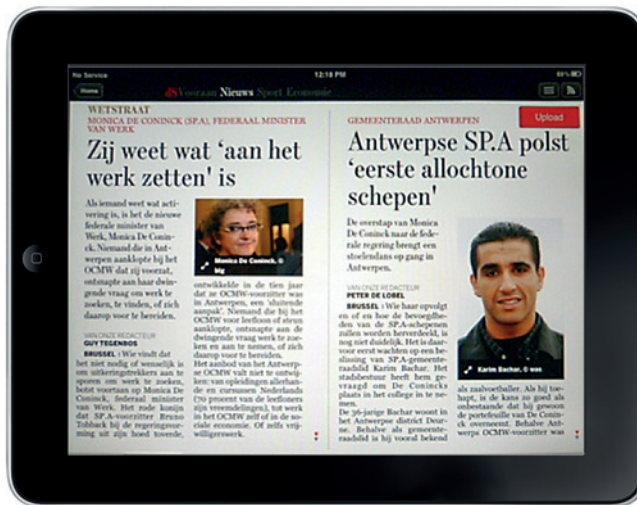 No Service
12:18 PM
69%
Home
dS Vooraan Nieuws Sport Economie
WETSTRAAT
MONICA DE CONINCK (SP.A), FEDERAAL MINISTER
VAN WERK
Zij weet wat ‘aan het
werk zetten' is
Als iemand weet wat acti-
vering is, is het de nieuwe
federale minister van
Werk, Monica De Conin-
ck. Niemand die in Ant-
werpen aanklopte bij het
OCMW dat zij voorzat,
ontsnapte aan haar dwin-
gende vraag om werk te
zoeken, te vinden, of zich
daarop voor te bereiden.
VAN ONZE REDACTEUR
GUY TEGENBOS
BRUSSEL : Wie vindt dat
het niet nodig of wenselijk is
om uitkeringstrekkers aan te
sporen om werk te zoeken,
botst voortaan op Monica De
Coninck, federaal minister
van Werk. Het rode konijn
dat SP.A-voorzitter Bruno
Tobback bij de regeringsvor-
ming uit zijn hoed toverde,
Monica De Coninck. ©
blg
ontwikkelde in de tien jaar
dat ze OCMW-voorzitter was
in Antwerpen, een 'sluitende
aanpak'. Niemand die bij het
OCMW voor leefloon of steun
aanklopte, ontsnapte aan de
dwingende vraag werk te zoe-
ken en aan te nemen, of zich
daarop voor te bereiden.
Het aanbod van het Antwerp-
se OCMW valt niet te ontwij-
ken: van opleidingen allerhan-
de en cursussen Nederlands
(70 procent van de leefloners
zijn vreemdelingen), tot werk
in het OCMW zelf of in de so-
ciale economie. Of zelfs vrij-
willigerswerk.
GEMEENTERAAD ANTWERPEN
Upload
Antwerpse SP.A polst
‘eerste allochtone
schepen'
De overstap van Monica
De Coninck naar de fede-
rale regering brengt een
stoelendans op gang in
Antwerpen.
VAN ONZE REDACTEUR
PETER DE LOBEL
BRUSSEL : Wie haar opvolgt
en of en hoe de bevoegdhe-
den van de SP.A-schepenen
zullen worden herverdeeld, is
nog niet duidelijk. Het is daar-
voor eerst wachten op een be-
slissing van SP.A-gemeente-
raadslid Karim Bachar. Het
stadsbestuur heeft hem ge-
vraagd om De Conincks
plaats in het college in te ne-
men.
De 36-jarige Bachar woont in
het Antwerpse district Deur-
ne. Behalve als gemeente-
raadslid is hij vooral bekend
Karim Bachar, © was
als zaalvoetballer. Als hij toe-
hapt, is de kans zo goed als
onbestaande dat hij gewoon
de portefeuille van De Conin-
ck overneemt. Behalve Ant-
werps OCMW-voorzitter was